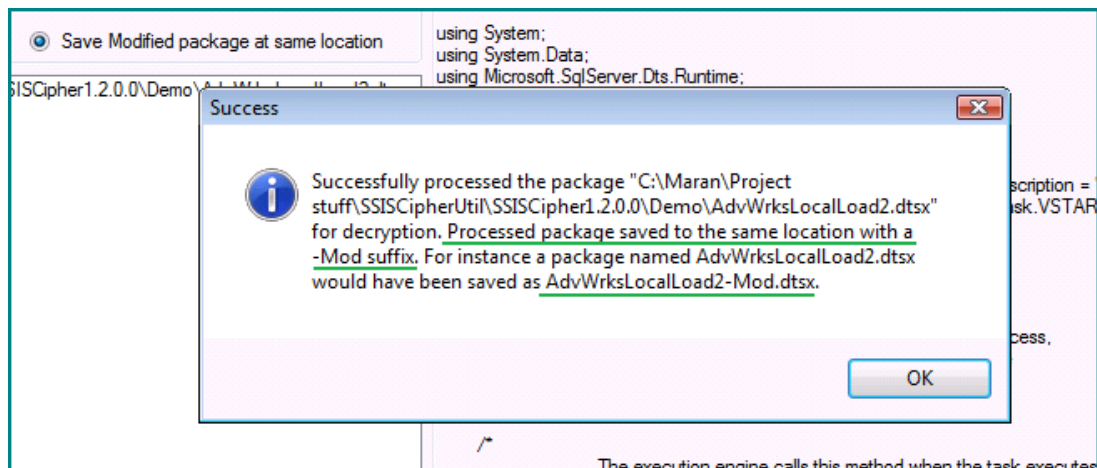 Save Modified package at same location
using System;
using System.Data;
using Microsoft.SqlServer.Dts.Runtime;
SISCipher1.2.0.0\Demo\
Success
Successfully processed the package "C:\Maran\Project
stuff\SSISCipherUtil\SSISCipher1.2.0.0\Demo\AdvWrksLocalLoad2.dtsx"
for decryption. Processed package saved to the same location with a
-Mod suffix. For instance a package named AdvWrksLocalLoad2.dtsx
would have been saved as AdvWrksLocalLoad2-Mod.dtsx.
scription = "
ask.VSTAR
cess,
OK
/*
The execution engine calls this method when the task executes